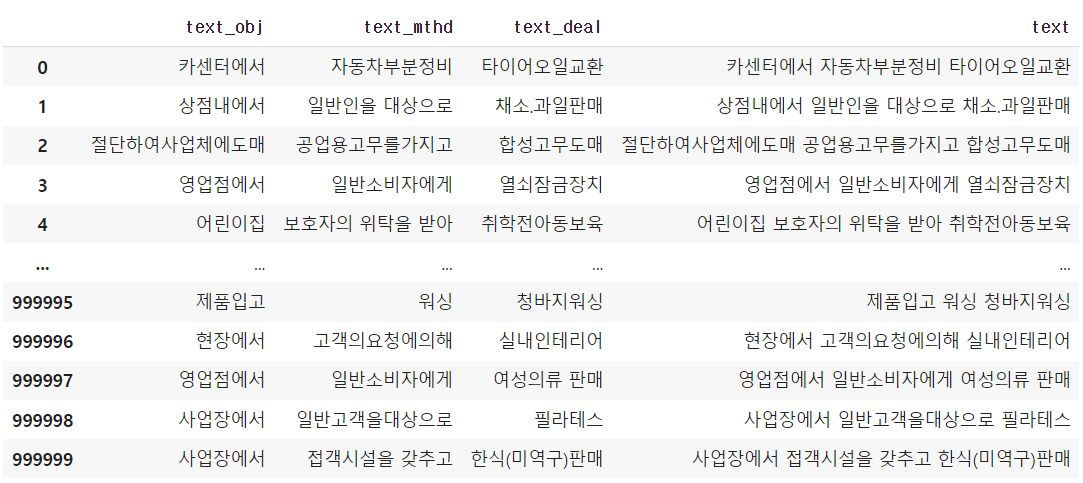 text_obj text_mthd text_deal text
0 카센터에서 자동차부분정비 타이어오일교환 카센터에서 자동차부분정비 타이어오일교환
1 상점내에서 일반인을 대상으로 채소.과일판매 상점내에서 일반인을 대상으로 채소.과일판매
2 절단하여사업체에도매 공업용고무를가지고 합성고무도매 절단하여사업체에도매 공업용고무를가지고 합성고무도매
3 영업점에서 일반소비자에게 열쇠잠금장치 영업점에서 일반소비자에게 열쇠잠금장치
4 어린이집 보호자의 위탁을 받아 취학전아동보육 어린이집 보호자의 위탁을 받아 취학전아동보육
... ... ... ... ...
999995 제품입고 워싱 청바지워싱 제품입고 워싱 청바지워싱
999996 현장에서 고객의요청에의해 실내인테리어 현장에서 고객의요청에의해 실내인테리어
999997 영업점에서 일반소비자에게 여성의류 판매 영업점에서 일반소비자에게 여성의류 판매
999998 사업장에서 일반고객을대상으로 필라테스 사업장에서 일반고객을대상으로 필라테스
999999 사업장에서 접객시설을 갖추고 한식(미역구)판매 사업장에서 접객시설을 갖추고 한식(미역구)판매